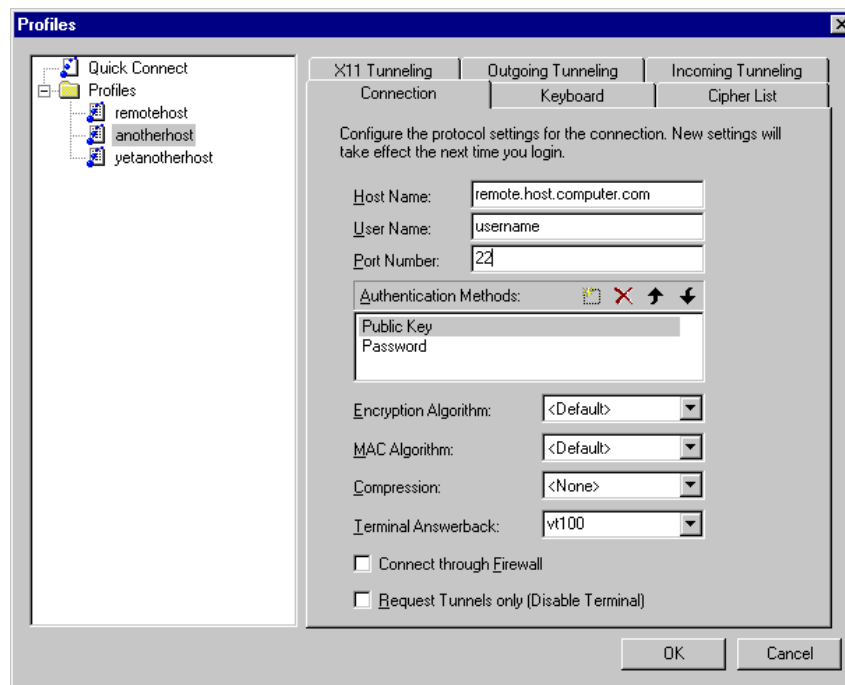 Profiles
Quick Connect
Profiles
remotehost
anotherhost
yetanotherhost
X11 Tunneling
Outgoing Tunneling
Incoming Tunneling
Connection
Keyboard
Cipher List
Configure the protocol settings for the connection. New settings will
take effect the next time you login.
Host Name: remote.host.computer.com
User Name: username
Port Number: 22
Authentication Methods:
Public Key
Password
Encryption Algorithm: <Default>
MAC Algorithm: <Default>
Compression: <None>
Terminal Answerback: vt100
Connect through Firewall
Request Tunnels only (Disable Terminal)
OK
Cancel